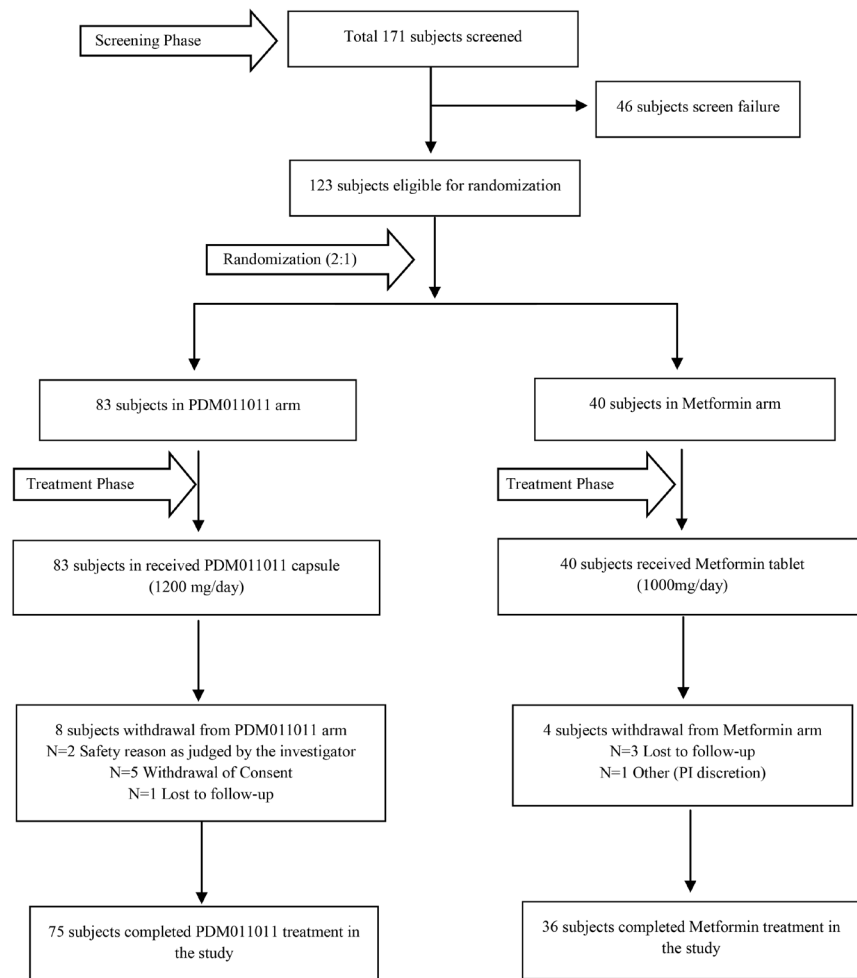 Screening Phase
Total 171 subjects screened
46 subjects screen failure
123 subjects eligible for randomization
Randomization (2:1)
83 subjects in PDM011011 arm
40 subjects in Metformin arm
Treatment Phase
Treatment Phase
83 subjects in received PDM011011 capsule
(1200 mg/day)
40 subjects received Metformin tablet
(1000mg/day)
8 subjects withdrawal from PDM011011 arm
N=2 Safety reason as judged by the investigator
N=5 Withdrawal of Consent
N=1 Lost to follow-up
4 subjects withdrawal from Metformin arm
N=3 Lost to follow-up
N=1 Other (PI discretion)
75 subjects completed PDM011011 treatment in
the study
36 subjects completed Metformin treatment in
the study